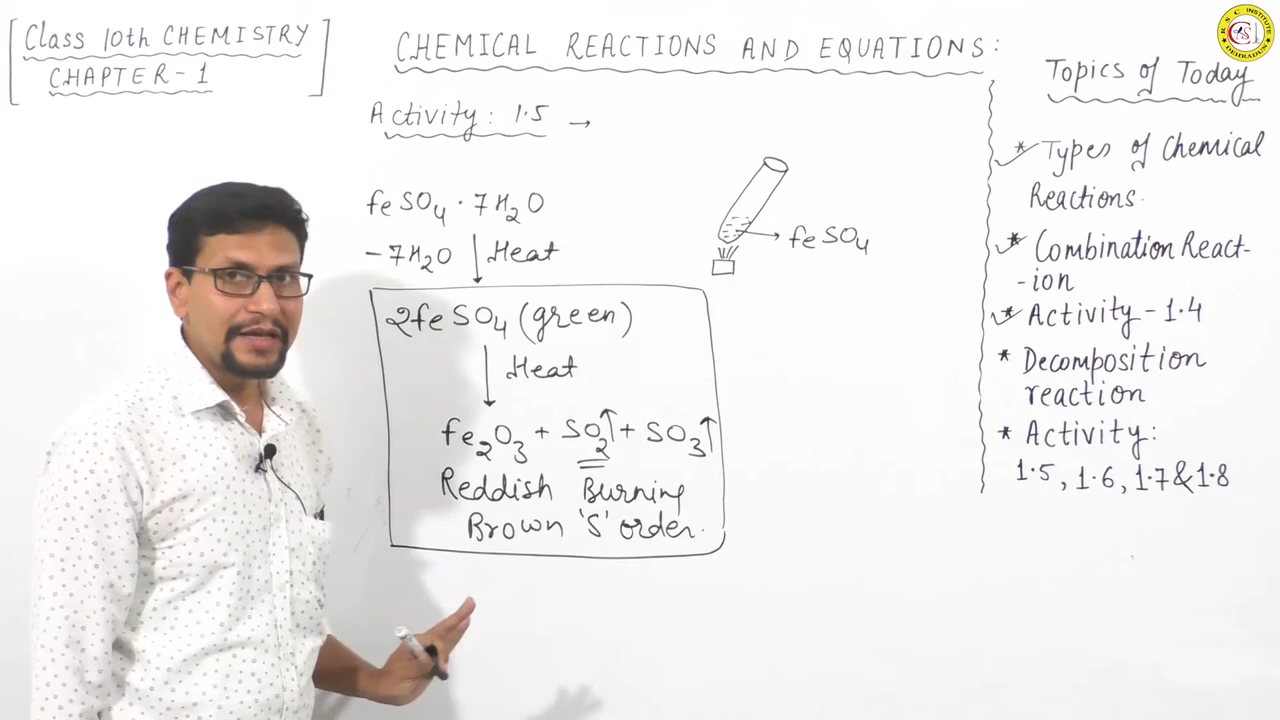 Class 10th CHEMISTRY
CHAPTER-1
CHEMICAL REACTIONS AND EQUATIONS:
Activity: 1.5 →
feSO₄ · 7H₂O
-7H₂O ↓ Heat
2feSO₄ (green)
↓ Heat
fe₂O₃ + SO₂↑ + SO₃↑
Reddish Burning
Brown 'S' order.
→ feSO₄
Topics of Today
* Types of Chemical
Reactions.
* Combination React-
-ion
* Activity - 1.4
* Decomposition
reaction
* Activity:
1.5, 1.6, 1.7 & 1.8
R S C INSTITUTE
DEHRADUN